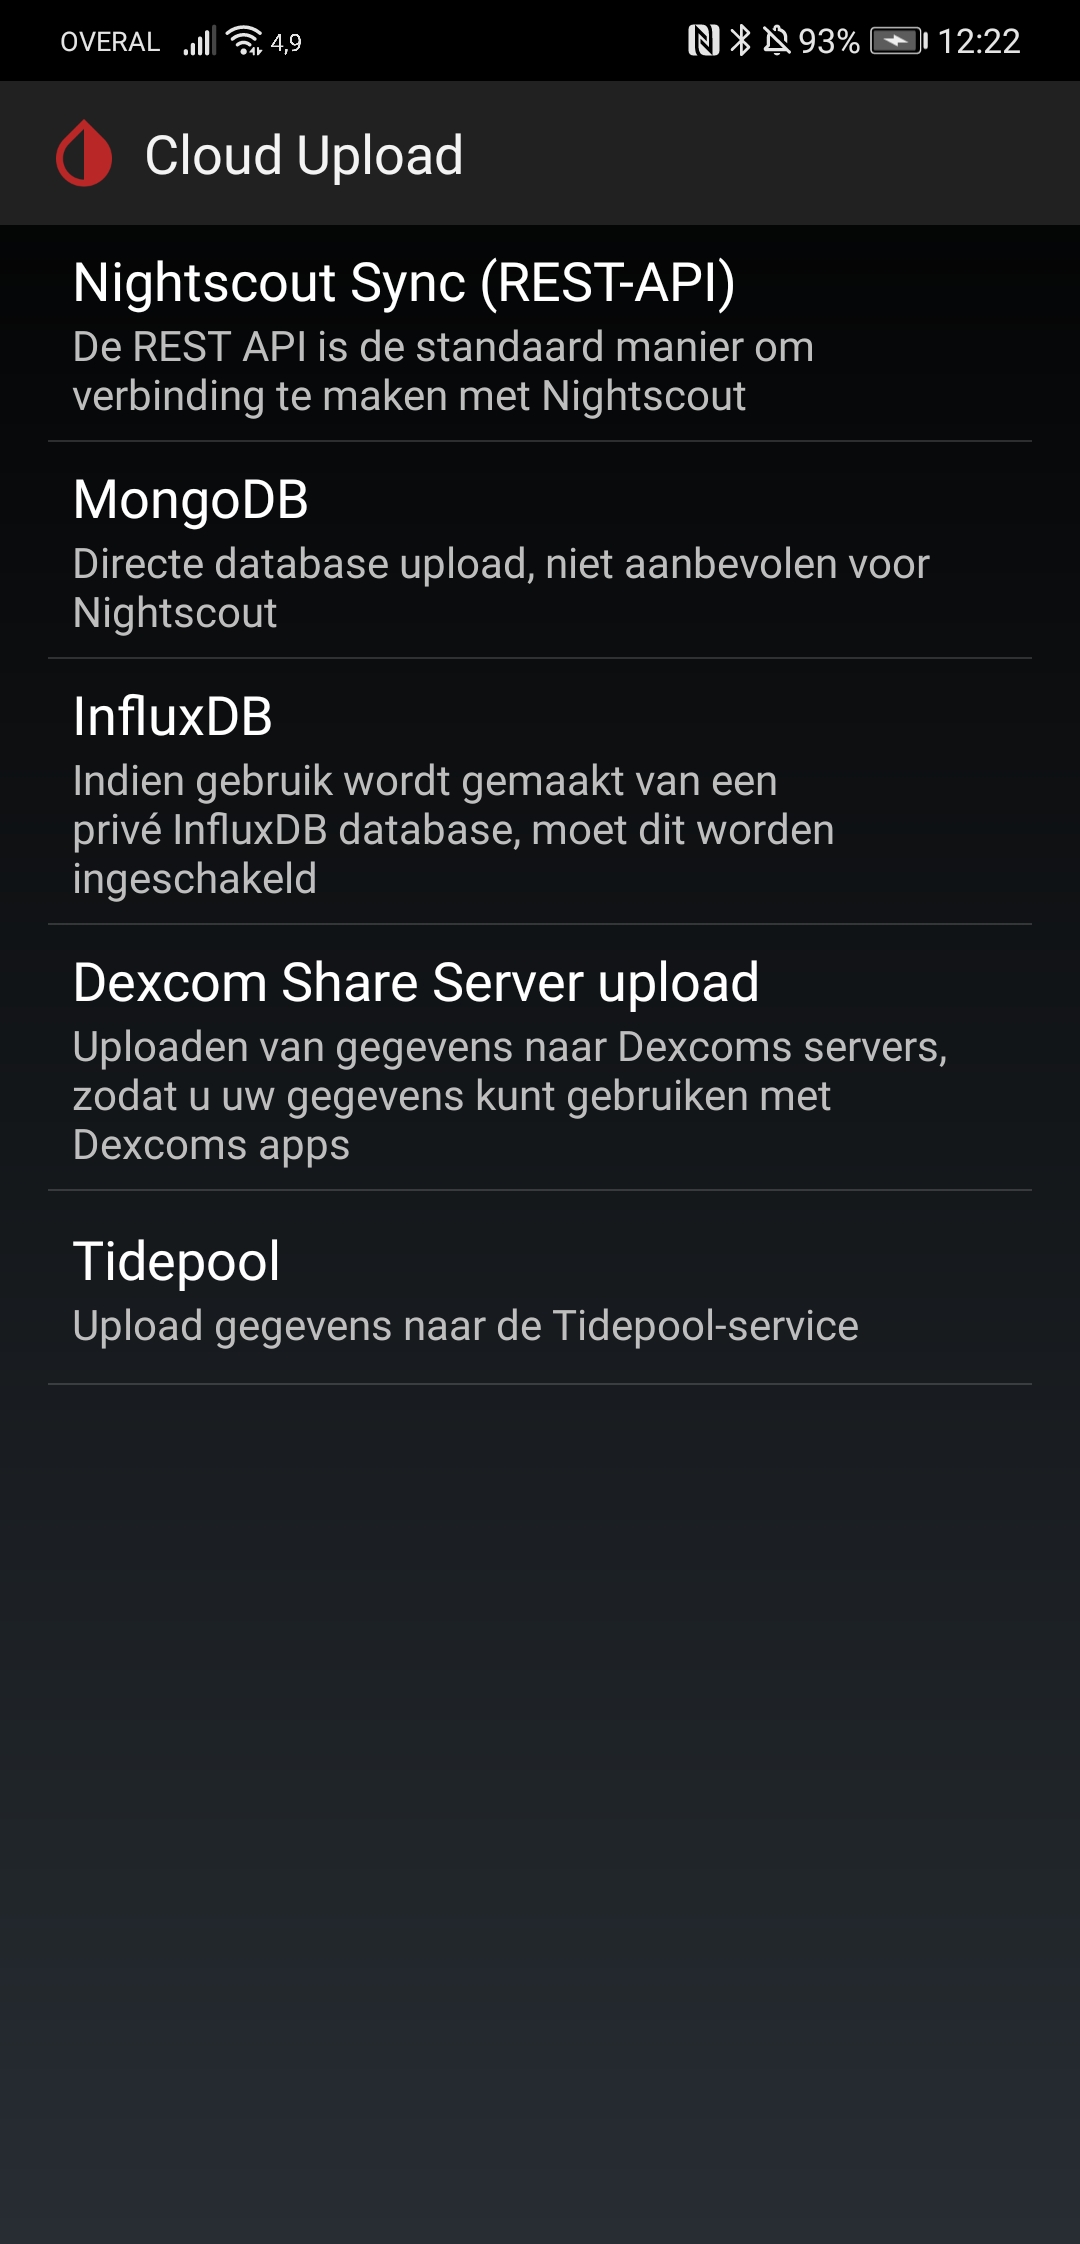 OVERAL 4,9 93% 12:22
Cloud Upload
Nightscout Sync (REST-API)
De REST API is de standaard manier om
verbinding te maken met Nightscout
MongoDB
Directe database upload, niet aanbevolen voor
Nightscout
InfluxDB
Indien gebruik wordt gemaakt van een
privé InfluxDB database, moet dit worden
ingeschakeld
Dexcom Share Server upload
Uploaden van gegevens naar Dexcoms servers,
zodat u uw gegevens kunt gebruiken met
Dexcoms apps
Tidepool
Upload gegevens naar de Tidepool-service